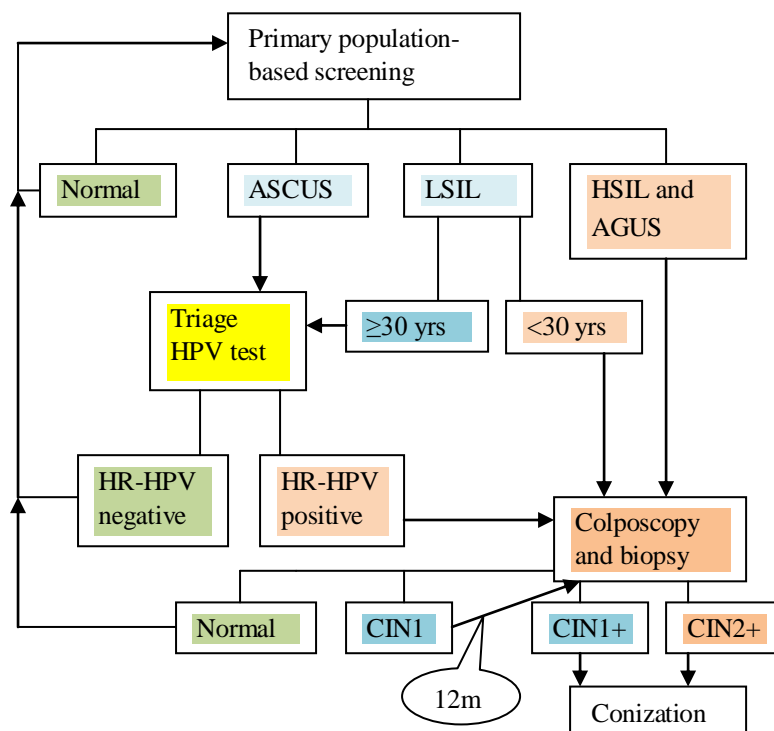 Primary population-
based screening
Normal
ASCUS
LSIL
HSIL and
AGUS
Triage
HPV test
≥30 yrs
<30 yrs
HR-HPV
negative
HR-HPV
positive
Colposcopy
and biopsy
Normal
CIN1
CIN1+
CIN2+
12m
Conization